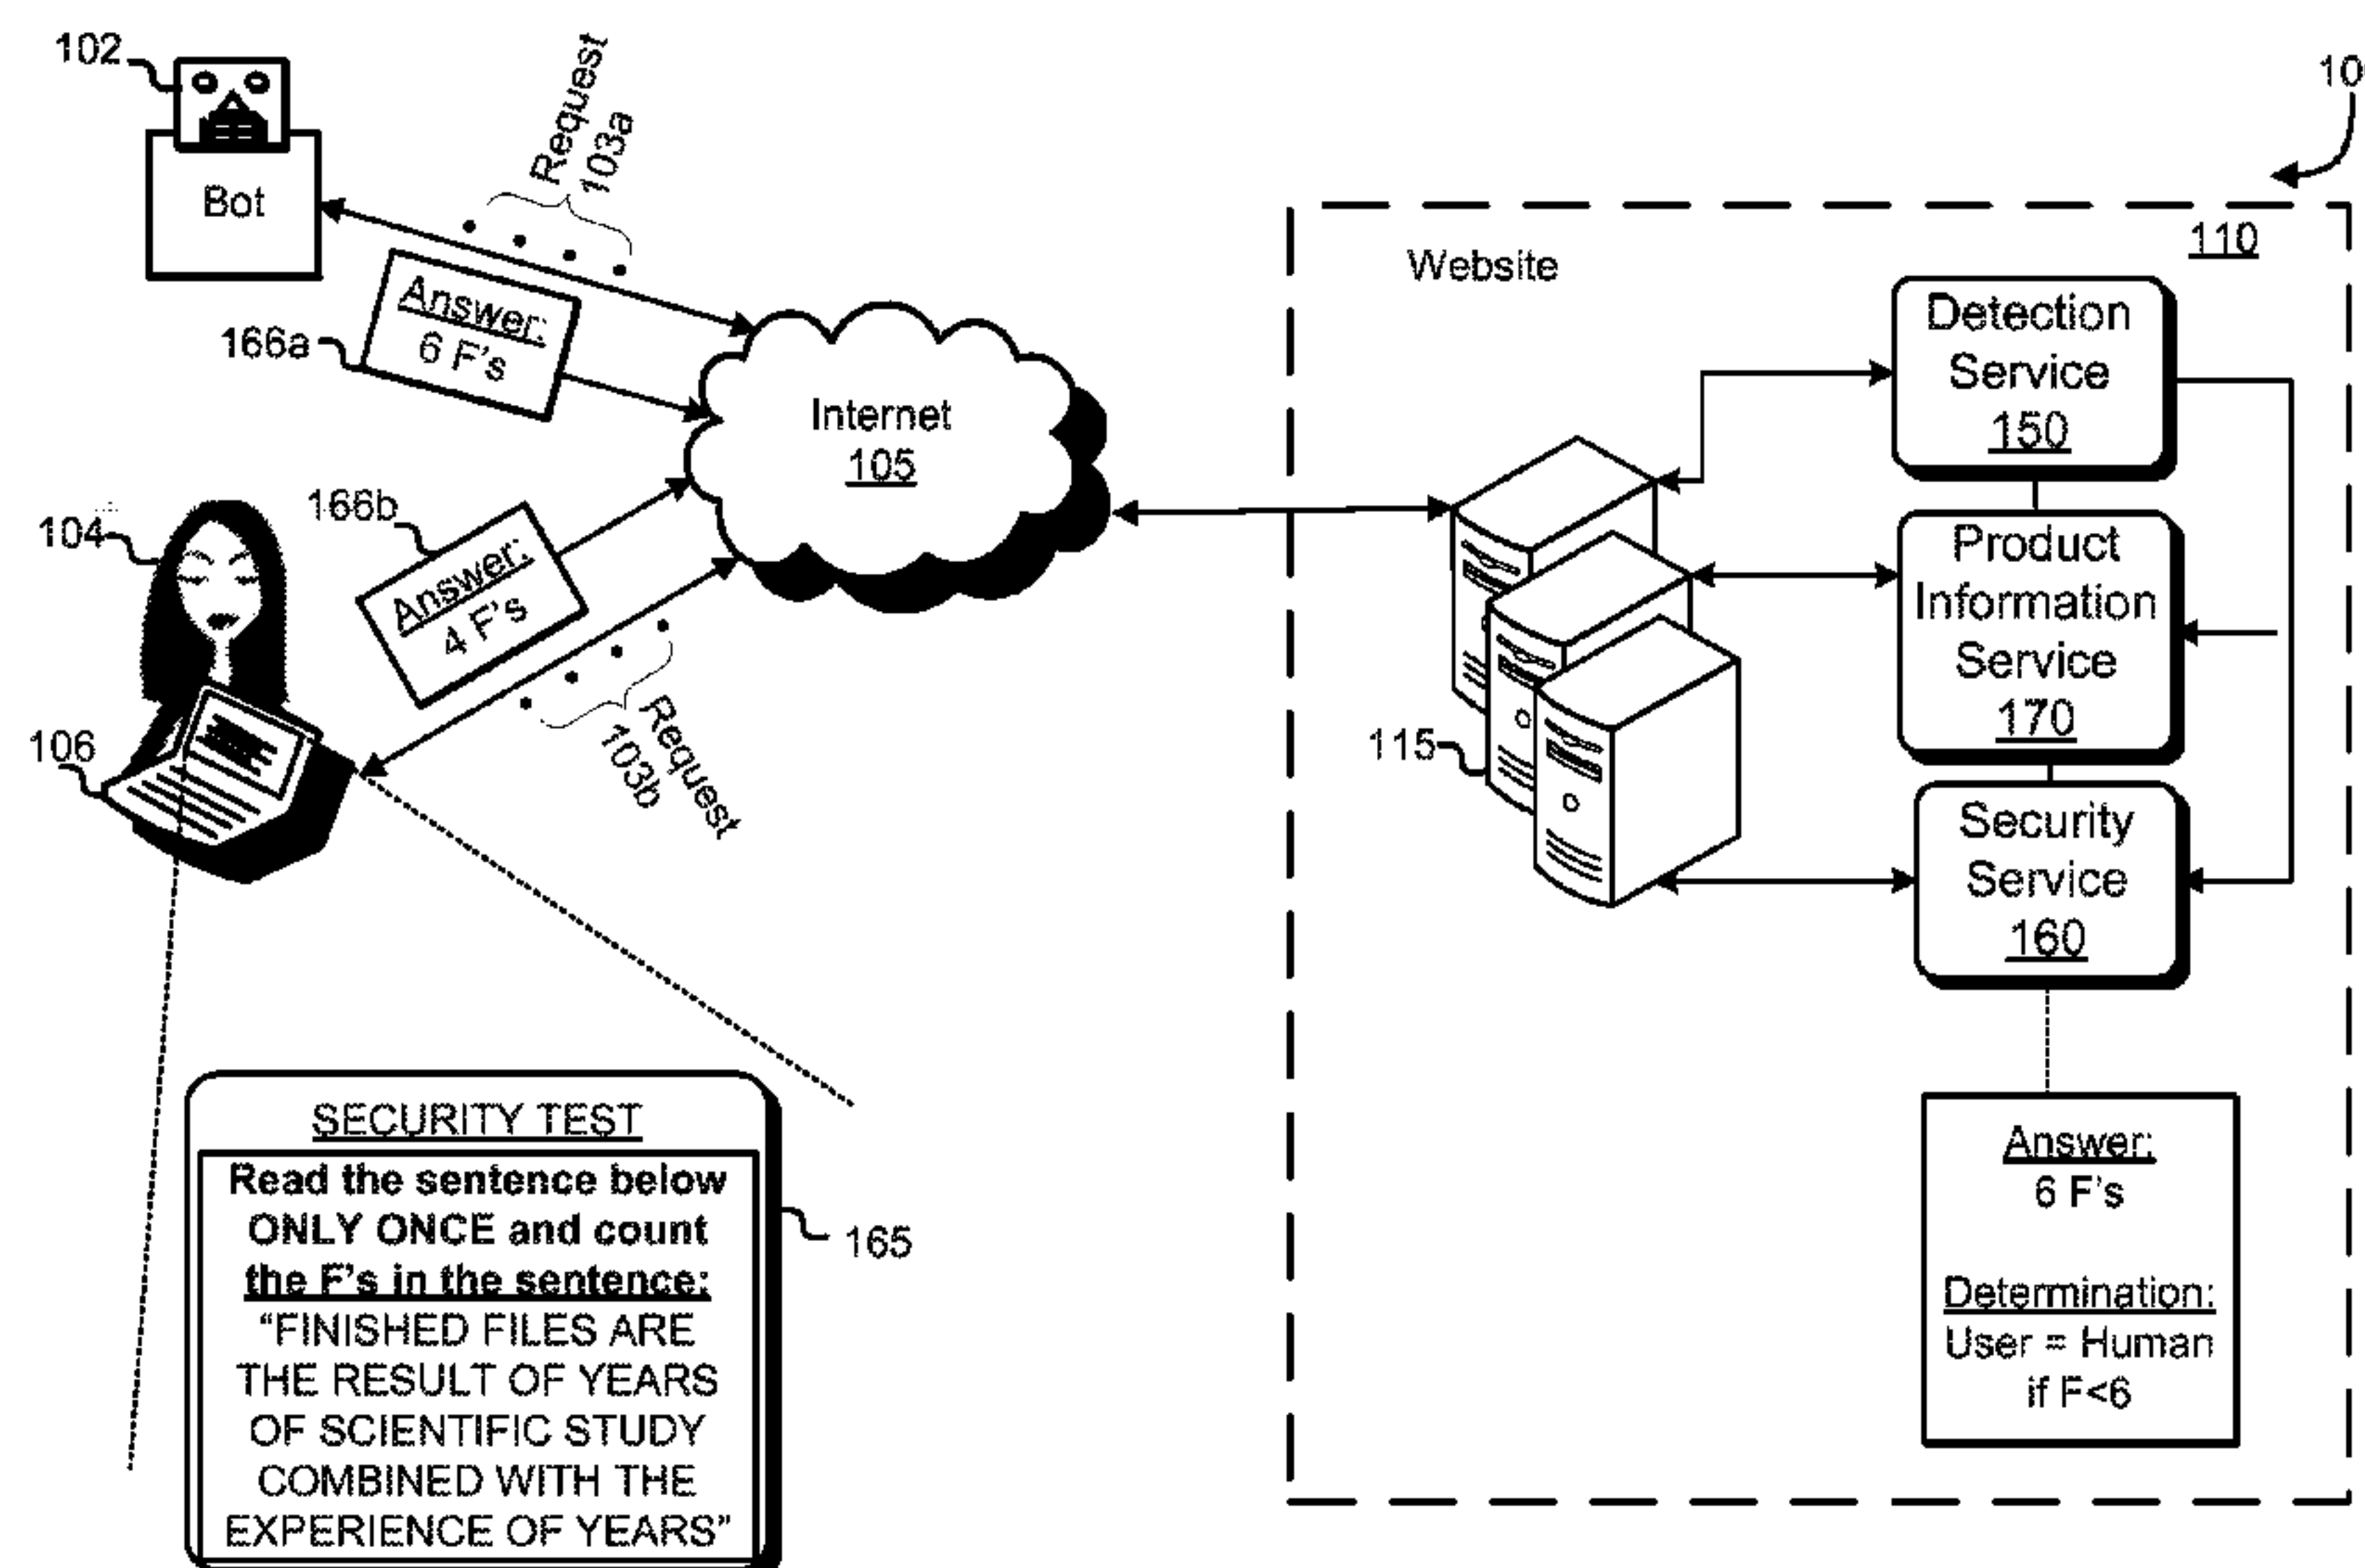 102
Bot
Request
103a
10
Answer:
6 F's
166a
Internet
105
104
166b
Answer:
4 F's
Request
103b
106
Website
110
Detection
Service
150
Product
Information
Service
170
115
Security
Service
160
SECURITY TEST
Read the sentence below
ONLY ONCE and count
the F's in the sentence:
"FINISHED FILES ARE
THE RESULT OF YEARS
OF SCIENTIFIC STUDY
COMBINED WITH THE
EXPERIENCE OF YEARS"
165
Answer:
6 F's
Determination:
User = Human
if F<6